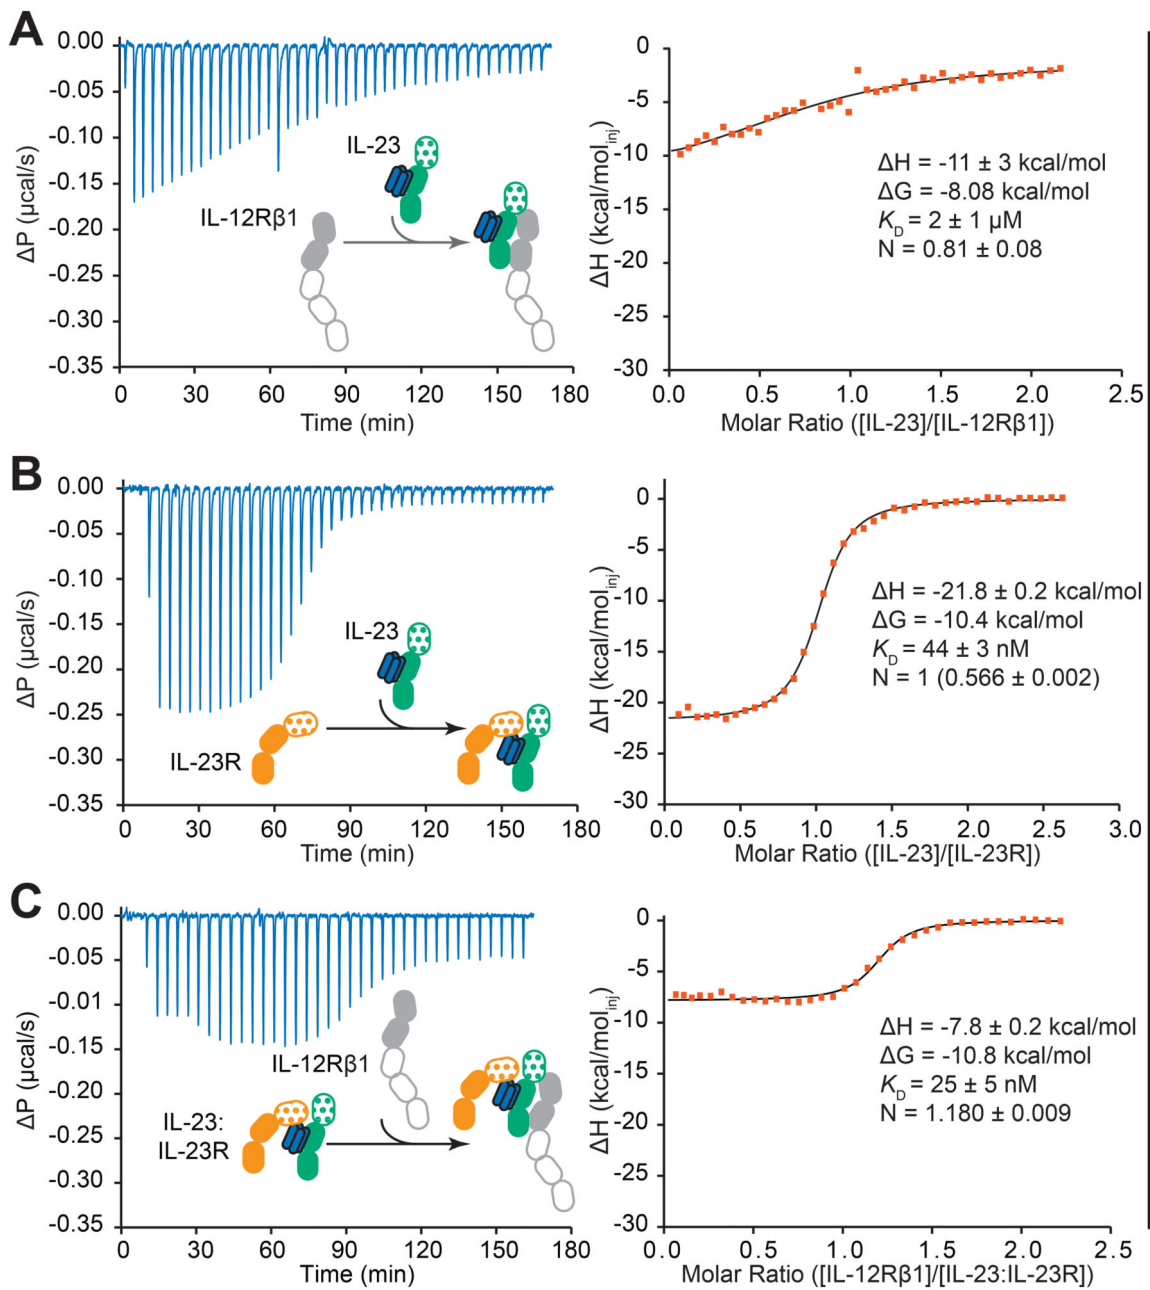 A
0.00
-0.05
-0.10
-0.15
-0.20
-0.25
-0.30
-0.35
ΔP (µcal/s)
0 30 60 90 120 150 180
Time (min)
IL-23
IL-12Rβ1
0
-5
-10
-15
-20
-25
-30
ΔH (kcal/mol_inj)
0.0 0.5 1.0 1.5 2.0 2.5
Molar Ratio ([IL-23]/[IL-12Rβ1])
ΔH = -11 ± 3 kcal/mol
ΔG = -8.08 kcal/mol
K_D = 2 ± 1 µM
N = 0.81 ± 0.08
B
0.00
-0.05
-0.10
-0.15
-0.20
-0.25
-0.30
-0.35
ΔP (µcal/s)
0 30 60 90 120 150 180
Time (min)
IL-23
IL-23R
0
-5
-10
-15
-20
-25
-30
ΔH (kcal/mol_inj)
0.0 0.5 1.0 1.5 2.0 2.5 3.0
Molar Ratio ([IL-23]/[IL-23R])
ΔH = -21.8 ± 0.2 kcal/mol
ΔG = -10.4 kcal/mol
K_D = 44 ± 3 nM
N = 1 (0.566 ± 0.002)
C
0.00
-0.05
-0.01
-0.15
-0.20
-0.25
-0.30
-0.35
ΔP (µcal/s)
0 30 60 90 120 150 180
Time (min)
IL-12Rβ1
IL-23:
IL-23R
0
-5
-10
-15
-20
-25
-30
ΔH (kcal/mol_inj)
0.0 0.5 1.0 1.5 2.0 2.5
Molar Ratio ([IL-12Rβ1]/[IL-23:IL-23R])
ΔH = -7.8 ± 0.2 kcal/mol
ΔG = -10.8 kcal/mol
K_D = 25 ± 5 nM
N = 1.180 ± 0.009